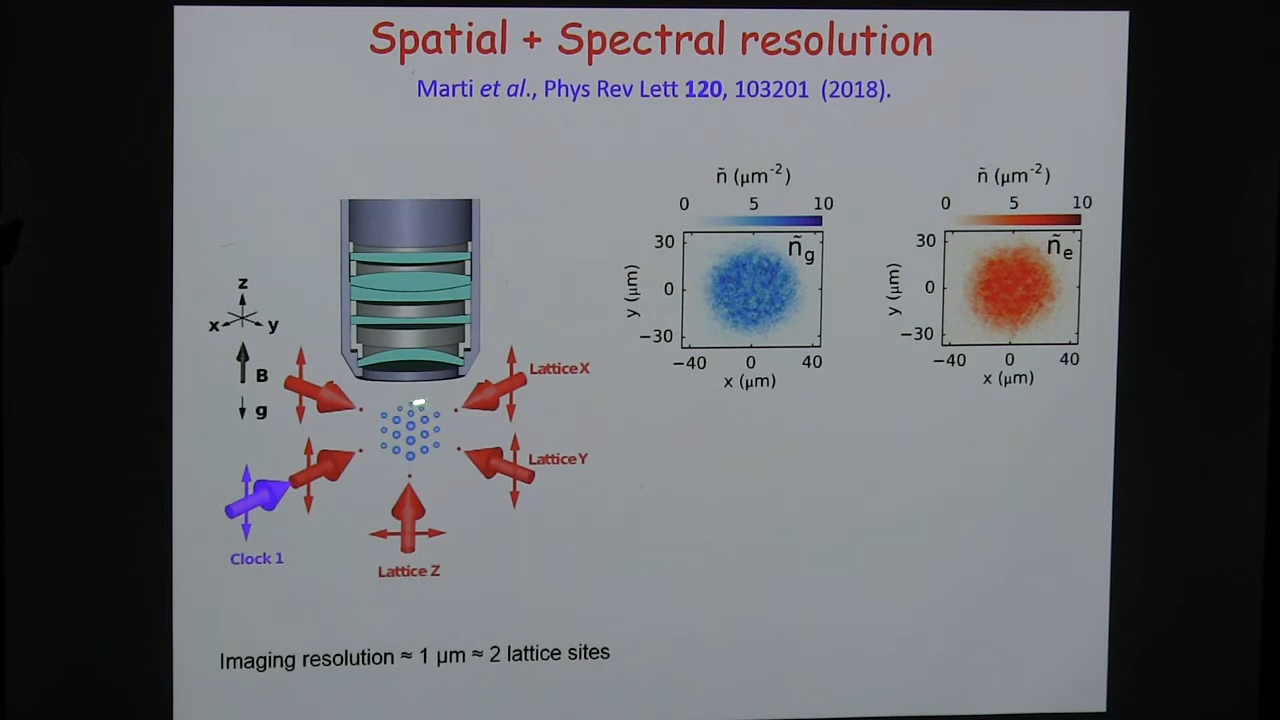 Spatial + Spectral resolution
Marti et al., Phys Rev Lett 120, 103201 (2018).
ñ (μm⁻²)
0 5 10
ñg
30
0
−30
y (μm)
−40 0 40
x (μm)
ñ (μm⁻²)
0 5 10
ñe
30
0
−30
y (μm)
−40 0 40
x (μm)
z
x
y
B
g
Lattice X
Lattice Y
Clock 1
Lattice Z
Imaging resolution ≈ 1 μm ≈ 2 lattice sites